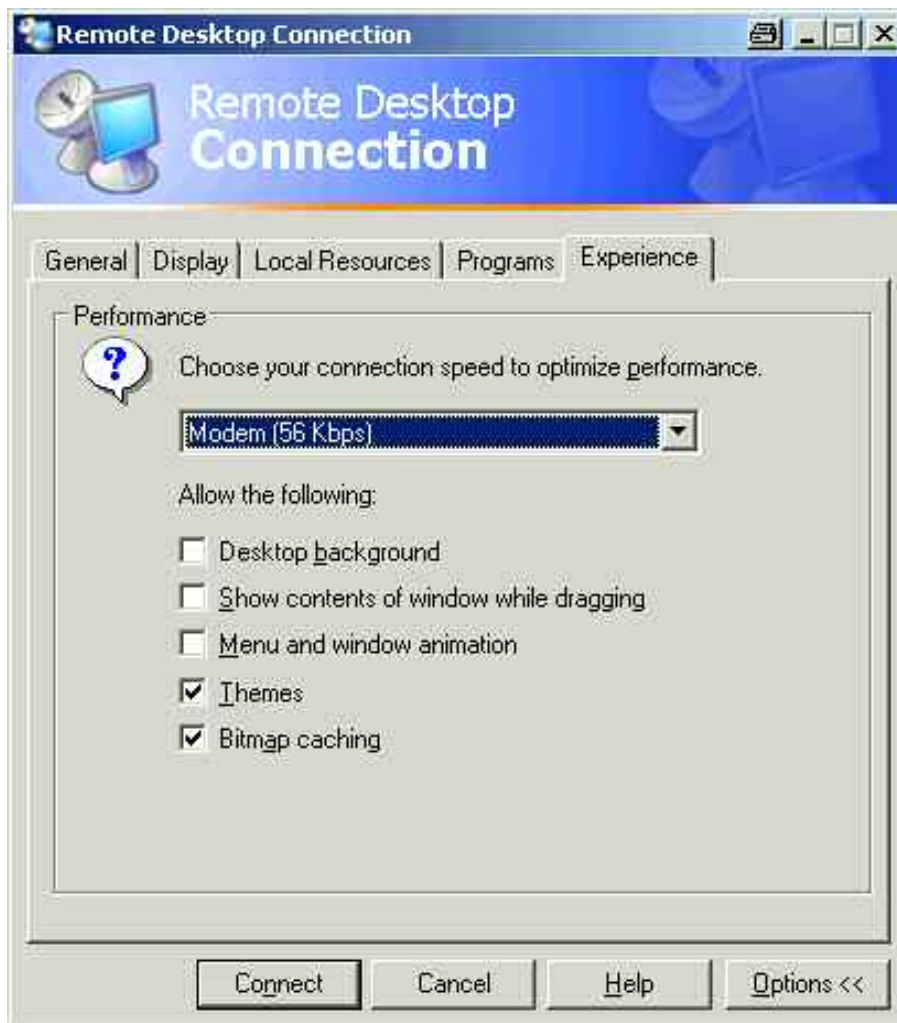 Remote Desktop Connection
Remote Desktop
Connection
General Display Local Resources Programs Experience
Performance
?
Choose your connection speed to optimize performance.
Modem (56 Kbps)
Allow the following:
Desktop background
Show contents of window while dragging
Menu and window animation
Themes
Bitmap caching
Connect Cancel Help Options <<